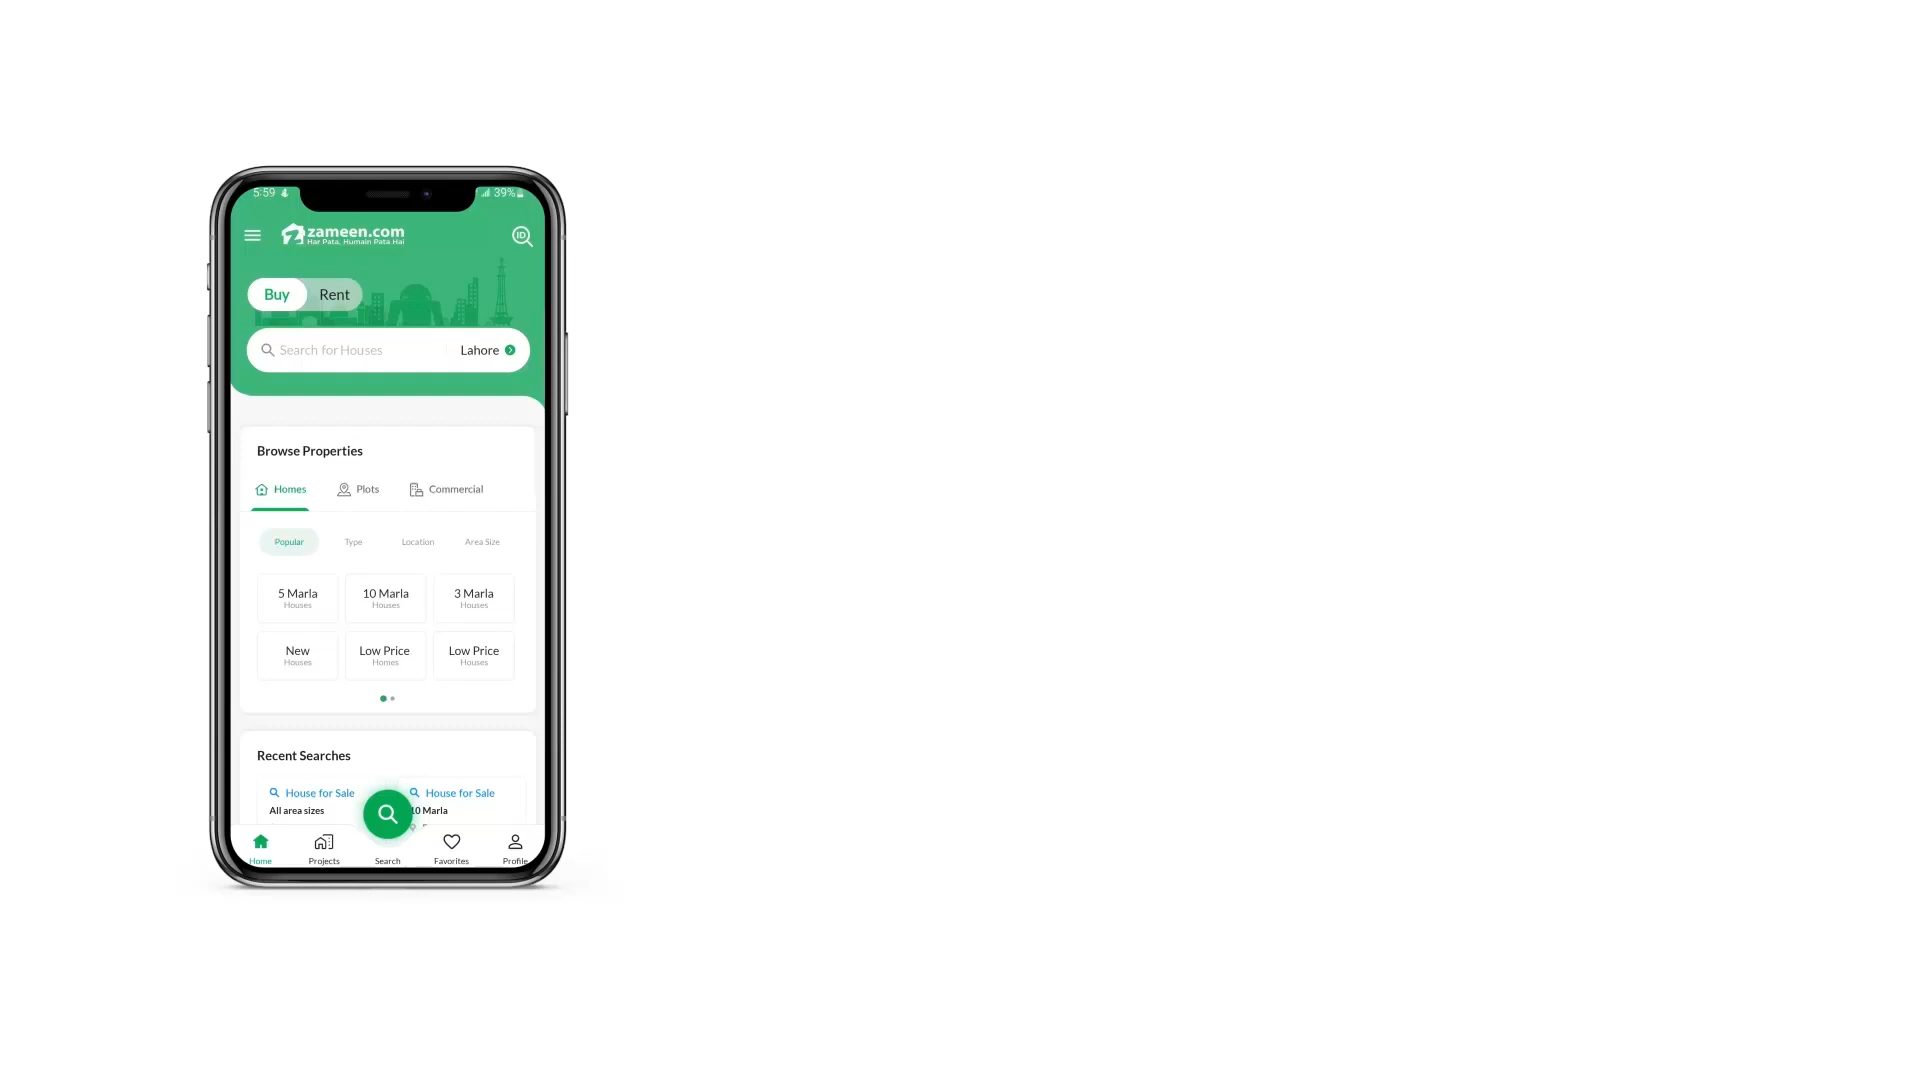 5:59
39%
zameen.com
Har Pata, Humain Pata Hai
ID
Buy
Rent
Search for Houses
Lahore
Browse Properties
Homes
Plots
Commercial
Popular
Type
Location
Area Size
5 Marla
Houses
10 Marla
Houses
3 Marla
Houses
New
Houses
Low Price
Homes
Low Price
Houses
Recent Searches
House for Sale
All area sizes
House for Sale
10 Marla
Home
Projects
Search
Favorites
Profile